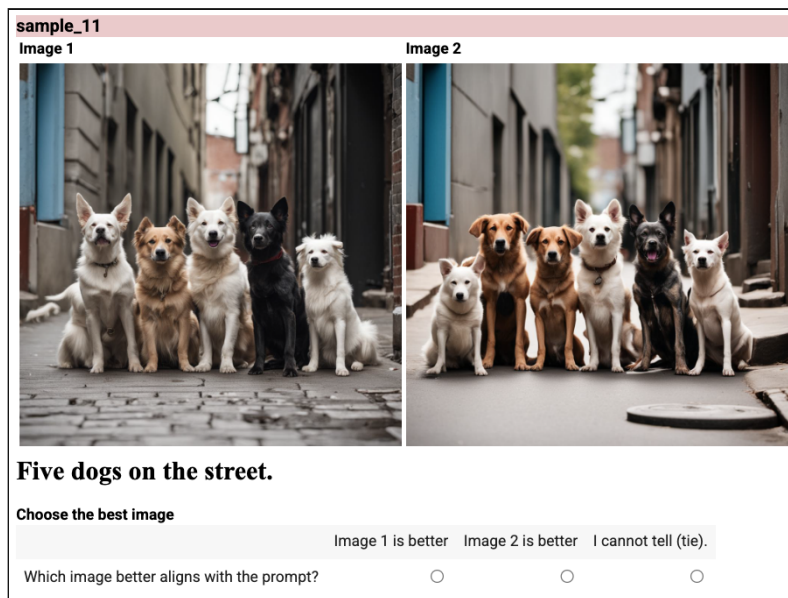 sample_11
Image 1 Image 2
Five dogs on the street.
Choose the best image
Image 1 is better Image 2 is better I cannot tell (tie).
Which image better aligns with the prompt?